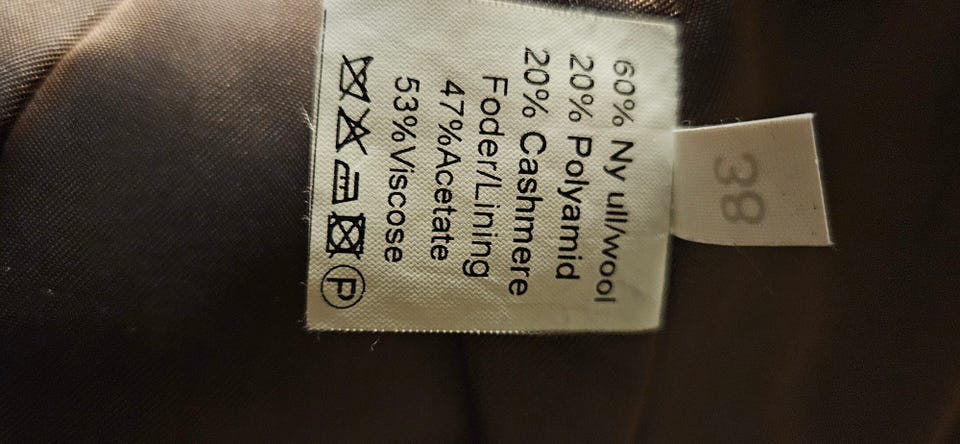 60% Ny ull/wool
20% Polyamid
20% Cashmere
Foder/Lining
47%Acetate
53%Viscose
P
38